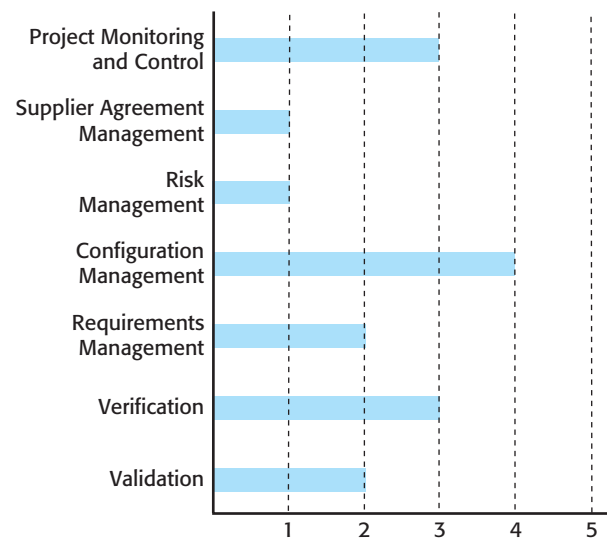 Project Monitoring
and Control
Supplier Agreement
Management
Risk
Management
Configuration
Management
Requirements
Management
Verification
Validation
1 2 3 4 5